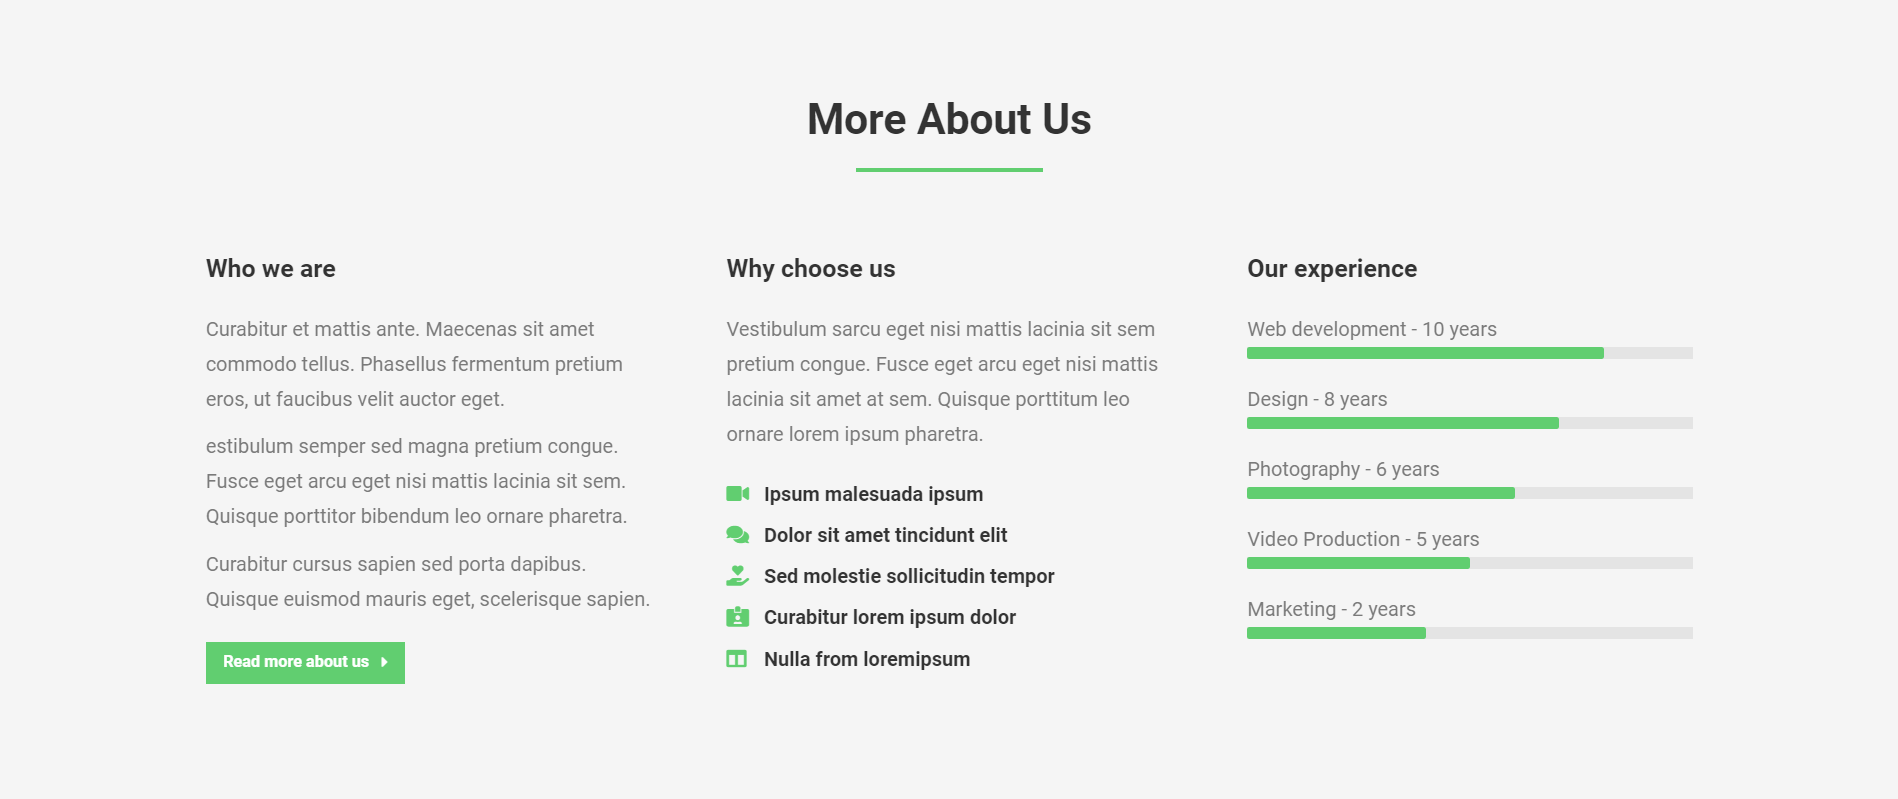 More About Us
Who we are
Curabitur et mattis ante. Maecenas sit amet
commodo tellus. Phasellus fermentum pretium
eros, ut faucibus velit auctor eget.
estibulum semper sed magna pretium congue.
Fusce eget arcu eget nisi mattis lacinia sit sem.
Quisque porttitor bibendum leo ornare pharetra.
Curabitur cursus sapien sed porta dapibus.
Quisque euismod mauris eget, scelerisque sapien.
Read more about us
Why choose us
Vestibulum sarcu eget nisi mattis lacinia sit sem
pretium congue. Fusce eget arcu eget nisi mattis
lacinia sit amet at sem. Quisque porttitum leo
ornare lorem ipsum pharetra.
Ipsum malesuada ipsum
Dolor sit amet tincidunt elit
Sed molestie sollicitudin tempor
Curabitur lorem ipsum dolor
Nulla from loremipsum
Our experience
Web development - 10 years
Design - 8 years
Photography - 6 years
Video Production - 5 years
Marketing - 2 years